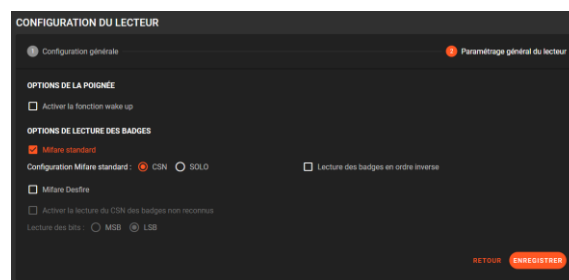 CONFIGURATION DU LECTEUR
1 Configuration générale
2 Paramétrage général du lecteur
OPTIONS DE LA POIGNÉE
Activer la fonction wake up
OPTIONS DE LECTURE DES BADGES
Mifare standard
Configuration Mifare standard : CSN SOLO
Lecture des badges en ordre inverse
Mifare Desfire
Activer la lecture du CSN des badges non reconnus
Lecture des bits : MSB LSB
RETOUR ENREGISTRER